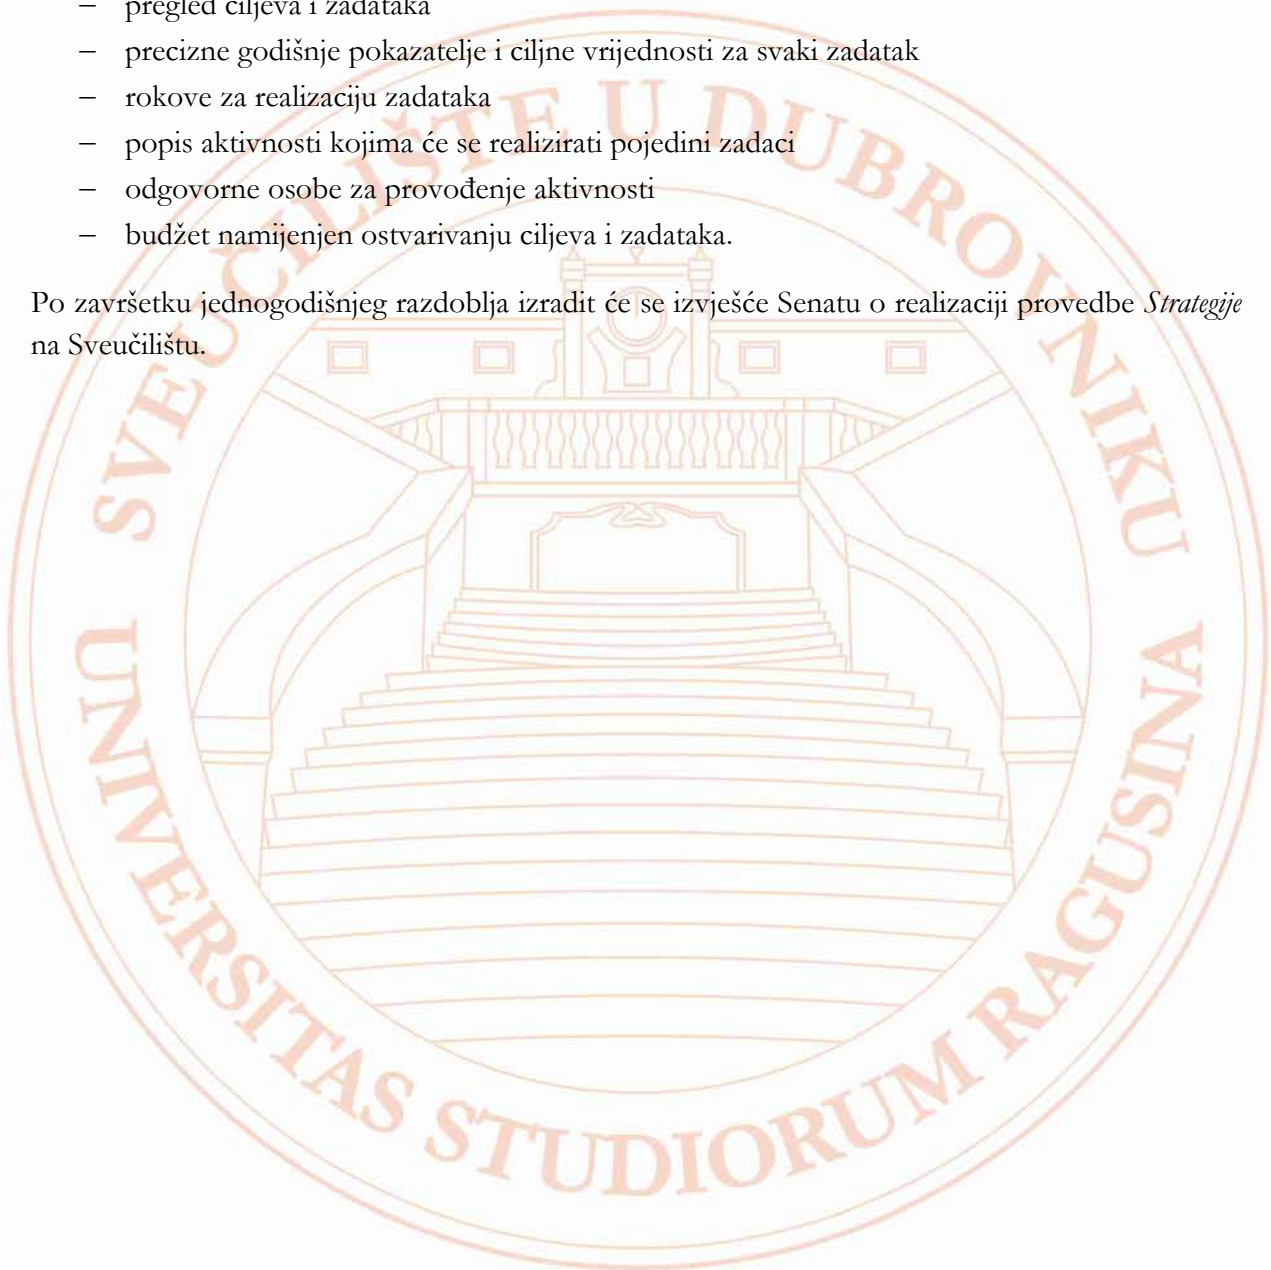 – pregled ciljeva i zadataka
– precizne godišnje pokazatelje i ciljne vrijednosti za svaki zadatak
– rokove za realizaciju zadataka
– popis aktivnosti kojima će se realizirati pojedini zadaci
– odgovorne osobe za provođenje aktivnosti
– budžet namijenjen ostvarivanju ciljeva i zadataka.
Po završetku jednogodišnjeg razdoblja izradit će se izvješće Senatu o realizaciji provedbe Strategije
na Sveučilištu.
SVEUČILIŠTE U DUBROVNIKU
UNIVERSITAS STUDIORUM RAGUSINA